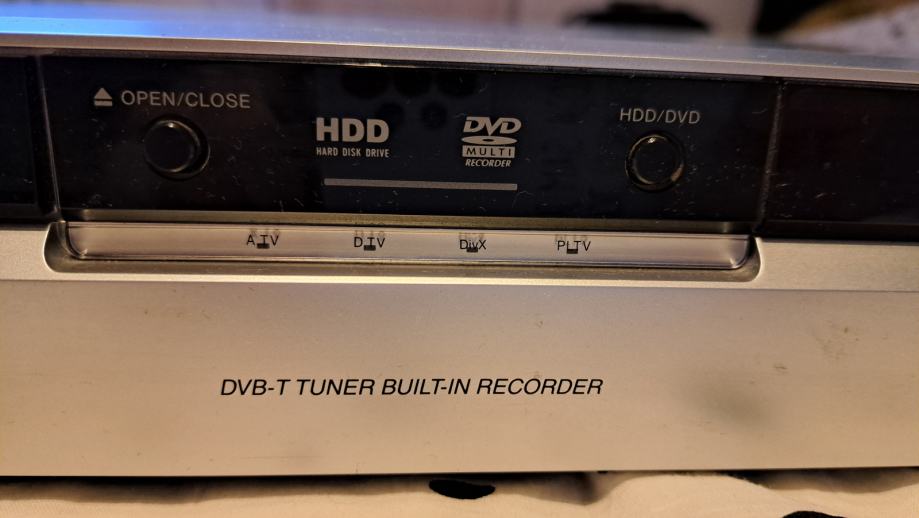 OPEN/CLOSE
HDD
HARD DISK DRIVE
DVD
MULTI
RECORDER
HDD/DVD
ATV DTV DivX PLTV
DVB-T TUNER BUILT-IN RECORDER